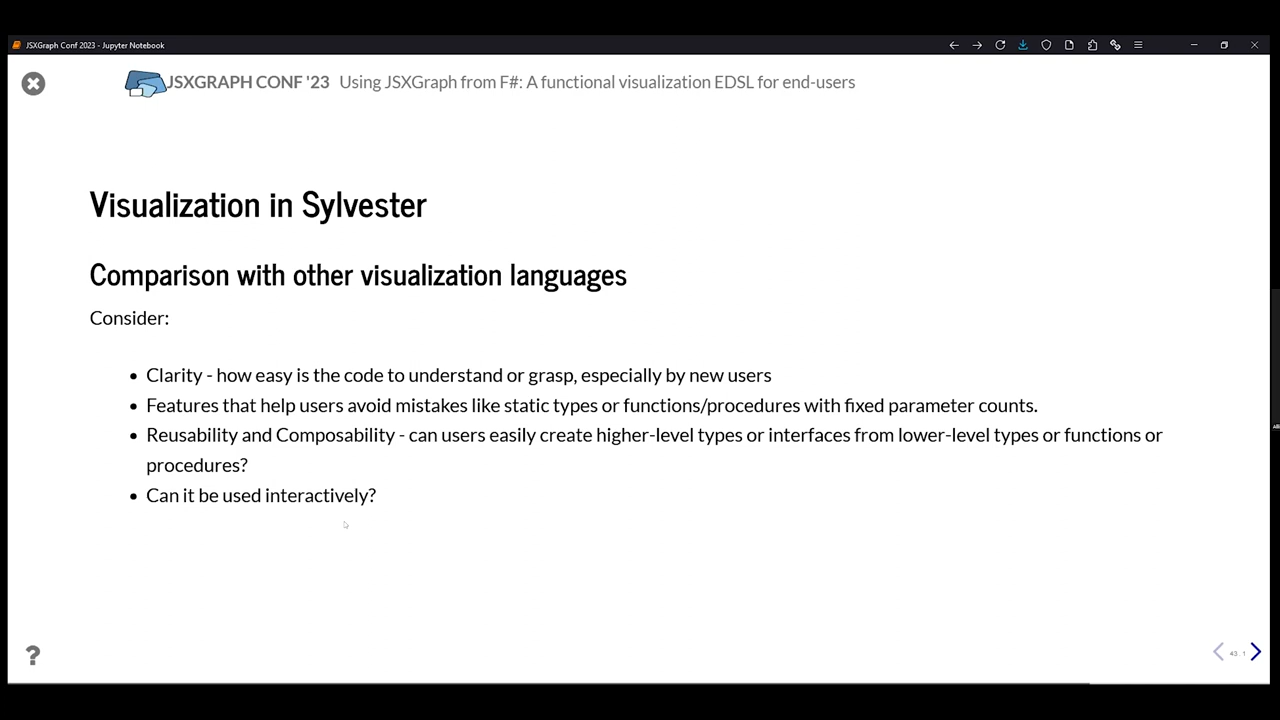 JSXGraph Conf 2023 - Jupyter Notebook
JSXGRAPH CONF '23 Using JSXGraph from F#: A functional visualization EDSL for end-users
Visualization in Sylvester
Comparison with other visualization languages
Consider:
• Clarity - how easy is the code to understand or grasp, especially by new users
• Features that help users avoid mistakes like static types or functions/procedures with fixed parameter counts.
• Reusability and Composability - can users easily create higher-level types or interfaces from lower-level types or functions or
procedures?
• Can it be used interactively?
?
43.1